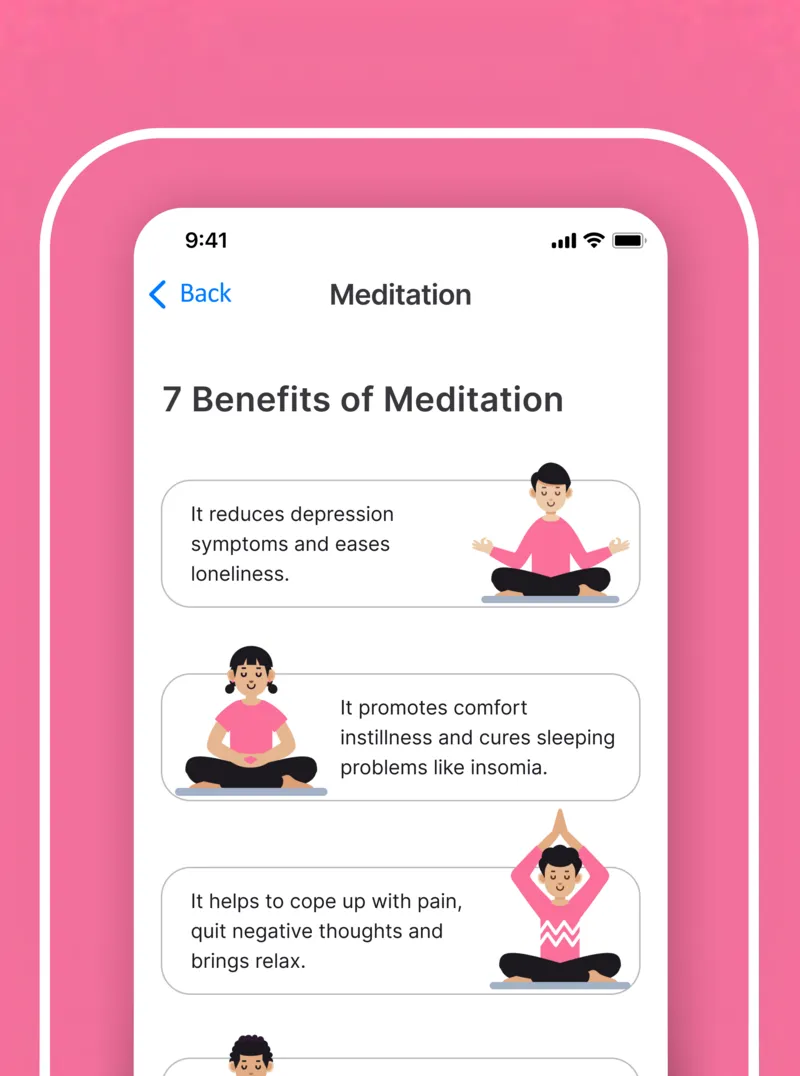 9:41
Back
Meditation
7 Benefits of Meditation
It reduces depression
symptoms and eases
loneliness.
It promotes comfort
instillness and cures sleeping
problems like insomia.
It helps to cope up with pain,
quit negative thoughts and
brings relax.